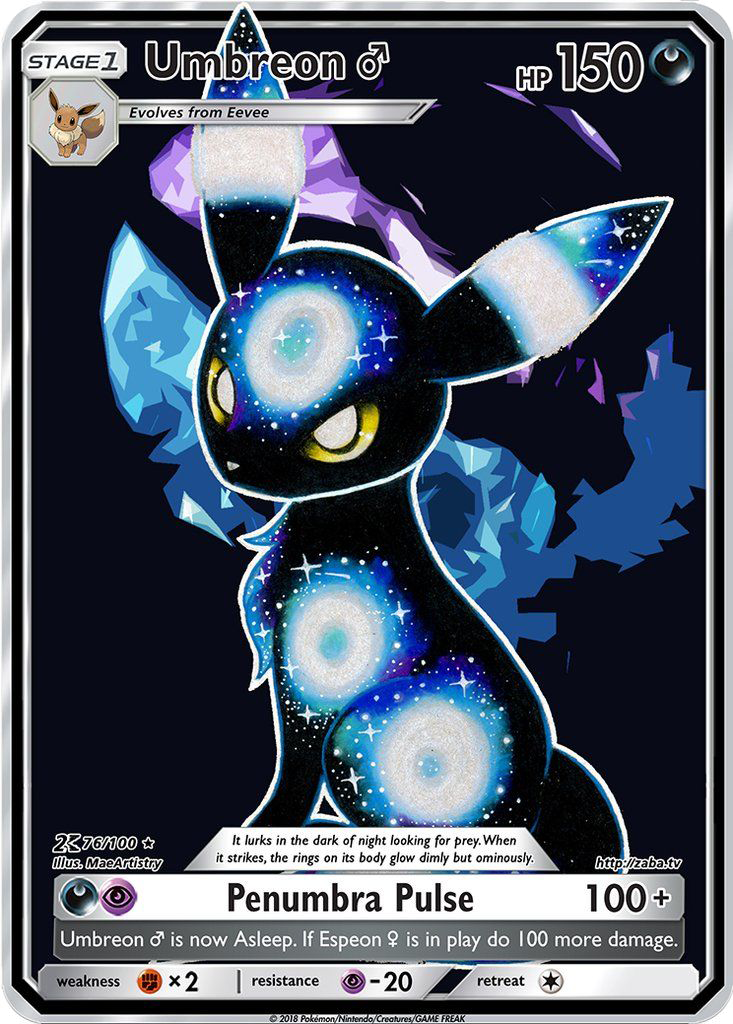 STAGE1 Umbreon ♂ HP 150
Evolves from Eevee
76/100 ★
Illus. MaeArtistry
It lurks in the dark of night looking for prey. When
it strikes, the rings on its body glow dimly but ominously.
http://zaba.tv
Penumbra Pulse 100+
Umbreon ♂ is now Asleep. If Espeon ♀ is in play do 100 more damage.
weakness ×2 resistance -20 retreat
© 2018 Pokémon/Nintendo/Creatures/GAME FREAK